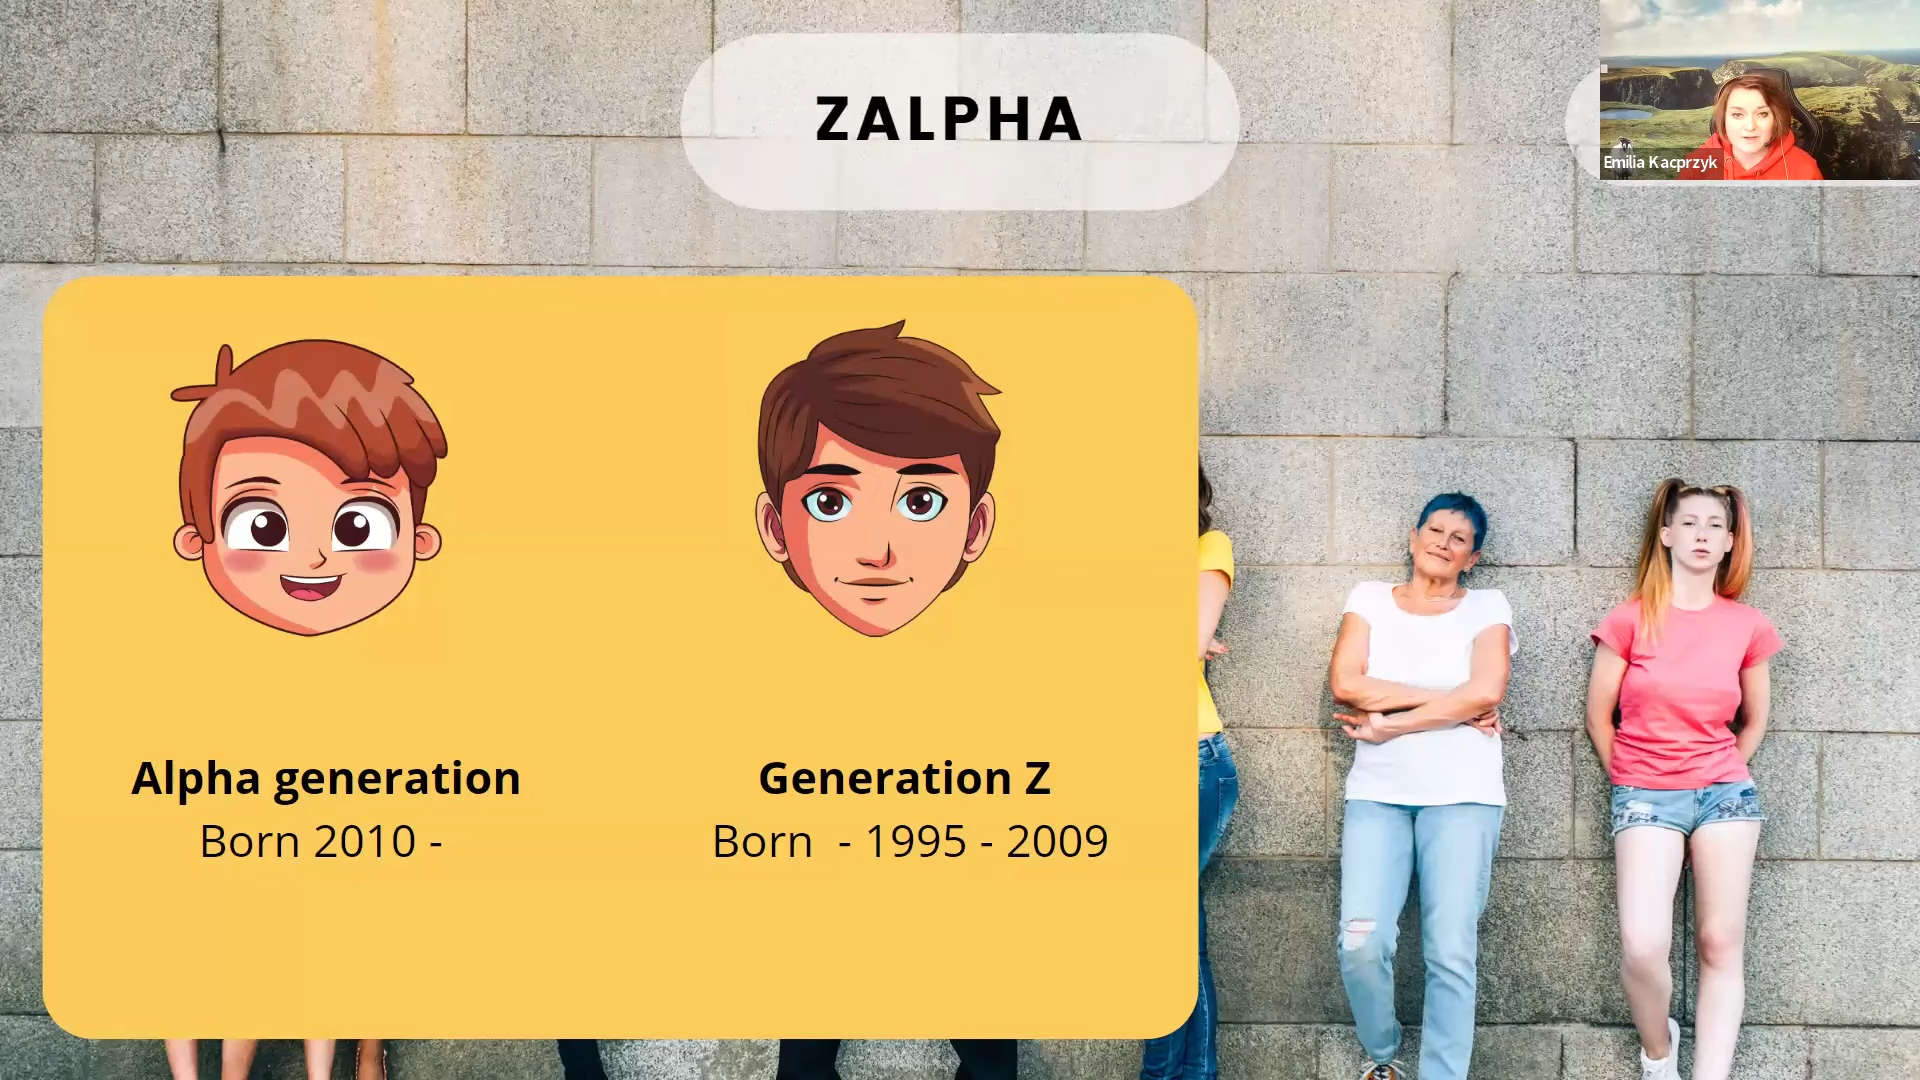 ZALPHA
Emilia Kacprzyk
Alpha generation
Born 2010 -
Generation Z
Born - 1995 - 2009